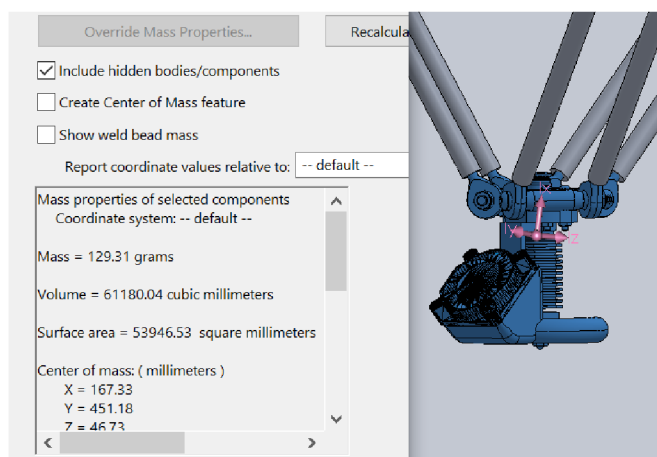 Override Mass Properties...
Recalcula
Include hidden bodies/components
Create Center of Mass feature
Show weld bead mass
Report coordinate values relative to: -- default --
Mass properties of selected components
Coordinate system: -- default --
Mass = 129.31 grams
Volume = 61180.04 cubic millimeters
Surface area = 53946.53 square millimeters
Center of mass: ( millimeters )
X = 167.33
Y = 451.18
Z = 46.73
Iy
Z